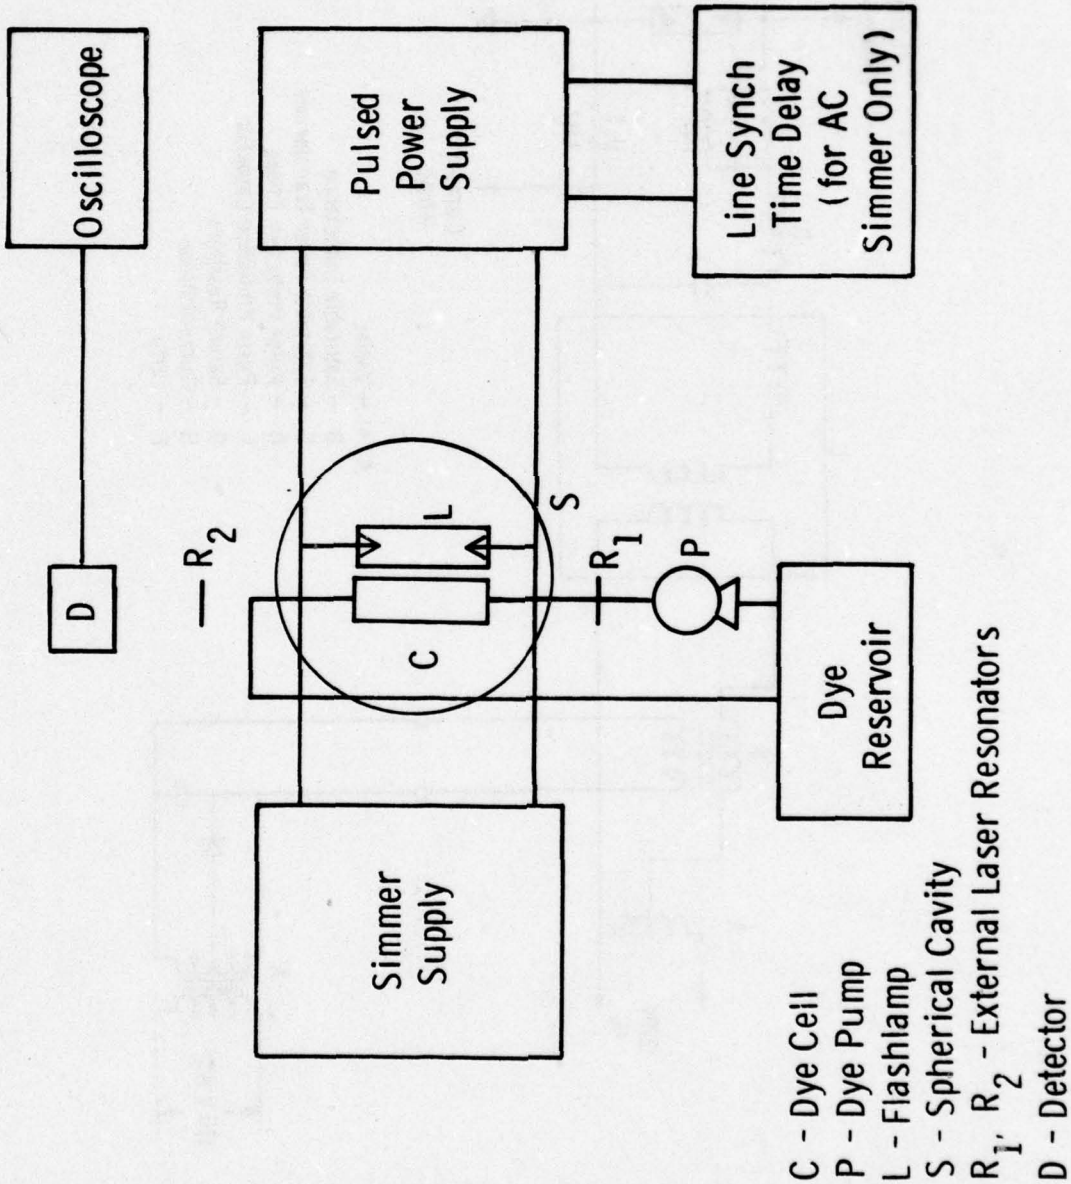 Oscilloscope
Pulsed
Power
Supply
Line Synch
Time Delay
( for AC
Simmer Only)
D
R2
L
C
S
R1
P
Simmer
Supply
Dye
Reservoir
C - Dye Cell
P - Dye Pump
L - Flashlamp
S - Spherical Cavity
R1, R2 - External Laser Resonators
D - Detector